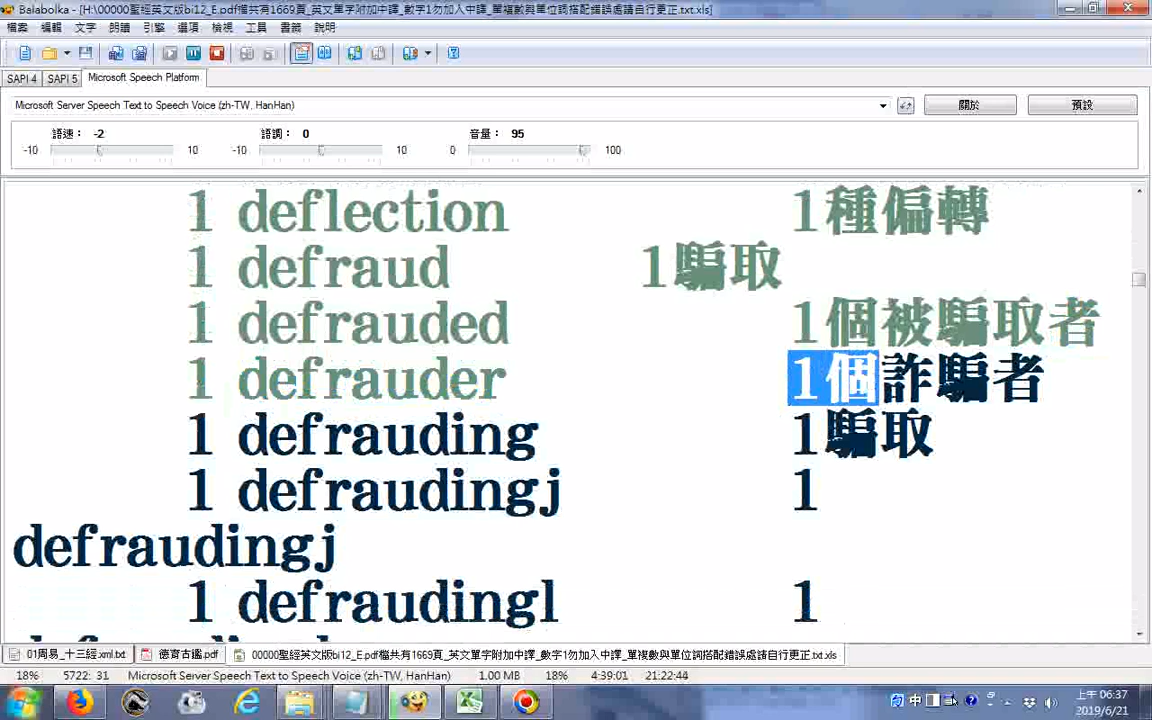 Balabolka - [H:\00000聖經英文版bi12_E.pdf檔共有1669頁_英文單字附加中譯_數字1勿加入中譯_單複數與單位詞搭配錯誤處請自行更正.txt.xls]
檔案 編輯 文字 朗讀 引擎 選項 檢視 工具 書籤 說明
SAPI 4 SAPI 5 Microsoft Speech Platform
Microsoft Server Speech Text to Speech Voice (zh-TW, HanHan) 關於 預設
語速: -2 語調: 0 音量: 95
-10 10 -10 10 0 100
1 deflection 1種偏轉
1 defraud 1騙取
1 defrauded 1個被騙取者
1 defrauder 1個詐騙者
1 defrauding 1騙取
1 defraudingj 1
defraudingj
1 defraudingl 1
01周易_十三經.xml.txt 德育古鑑.pdf 00000聖經英文版bi12_E.pdf檔共有1669頁_英文單字附加中譯_數字1勿加入中譯_單複數與單位詞搭配錯誤處請自行更正.txt.xls
18% 5722: 31 Microsoft Server Speech Text to Speech Voice (zh-TW, HanHan) 1.00 MB 18% 4:39:01 21:22:44
中 上午 06:37
2019/6/21